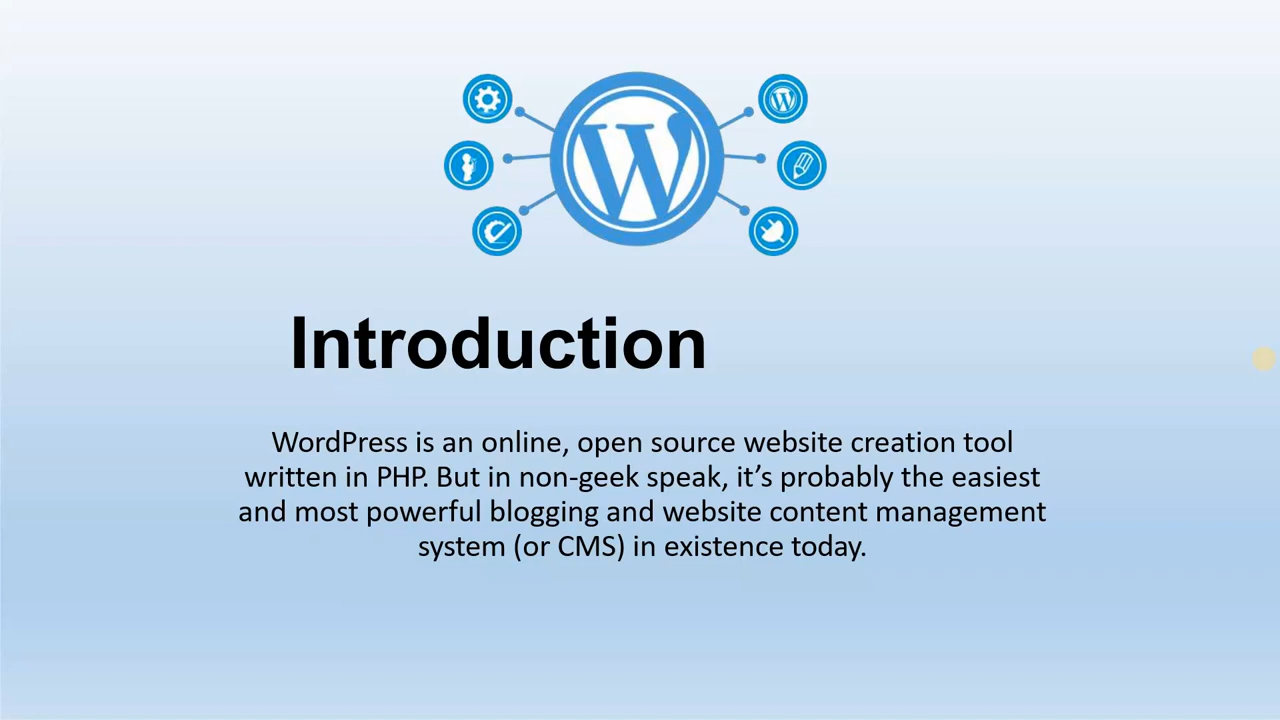 Introduction
WordPress is an online, open source website creation tool
written in PHP. But in non-geek speak, it’s probably the easiest
and most powerful blogging and website content management
system (or CMS) in existence today.